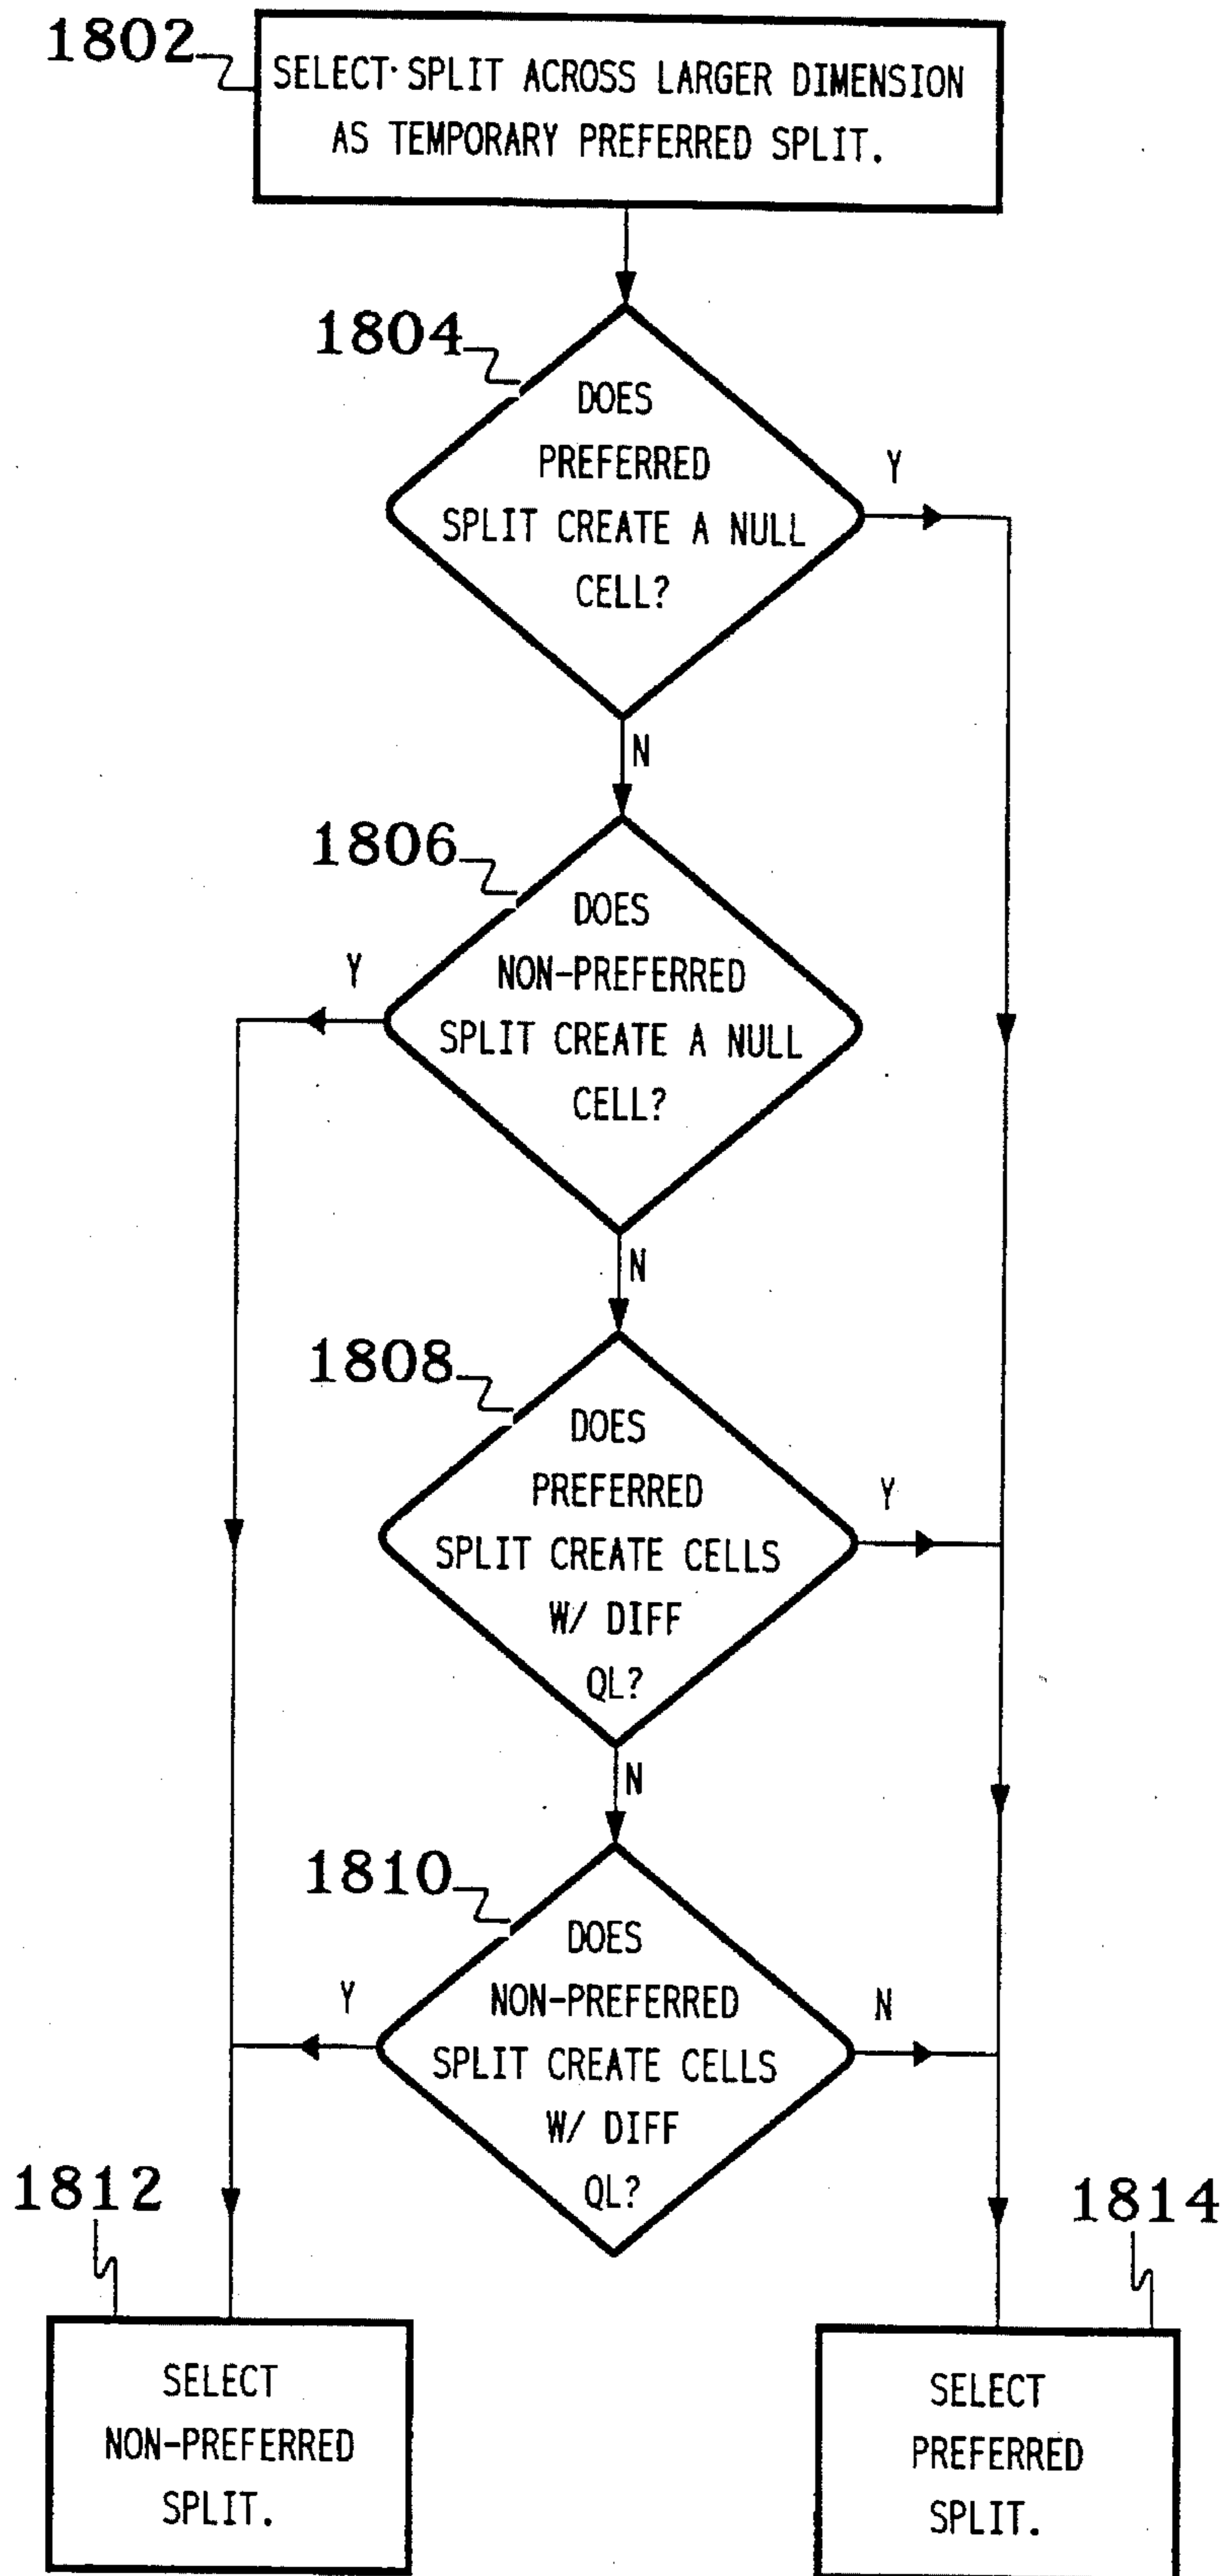 1802
SELECT SPLIT ACROSS LARGER DIMENSION
AS TEMPORARY PREFERRED SPLIT.
1804
DOES
PREFERRED
SPLIT CREATE A NULL
CELL?
Y
N
1806
DOES
NON-PREFERRED
SPLIT CREATE A NULL
CELL?
Y
N
1808
DOES
PREFERRED
SPLIT CREATE CELLS
W/ DIFF
QL?
Y
N
1810
DOES
NON-PREFERRED
SPLIT CREATE CELLS
W/ DIFF
QL?
Y
N
1812
SELECT
NON-PREFERRED
SPLIT.
1814
SELECT
PREFERRED
SPLIT.